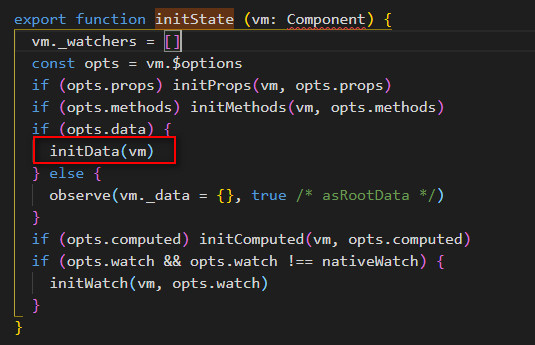 export function initState (vm: Component) {
  vm._watchers = []
  const opts = vm.$options
  if (opts.props) initProps(vm, opts.props)
  if (opts.methods) initMethods(vm, opts.methods)
  if (opts.data) {
    initData(vm)
  } else {
    observe(vm._data = {}, true /* asRootData */)
  }
  if (opts.computed) initComputed(vm, opts.computed)
  if (opts.watch && opts.watch !== nativeWatch) {
    initWatch(vm, opts.watch)
  }
}